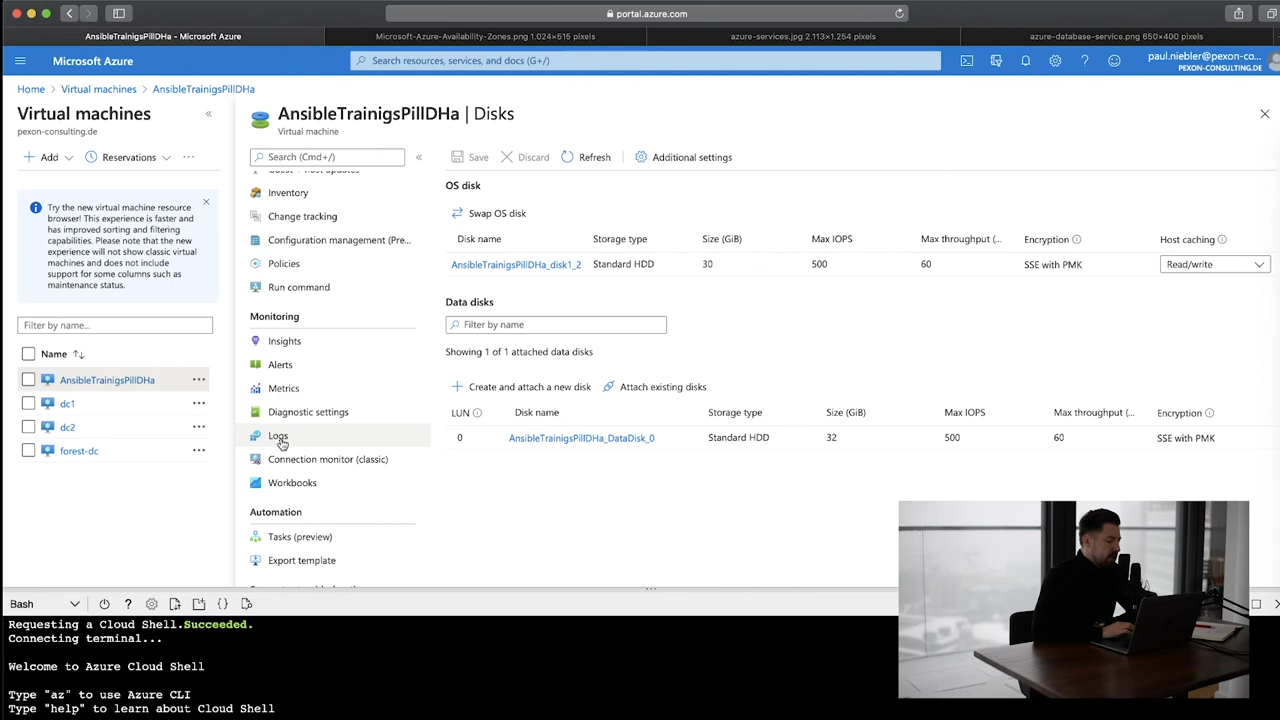 portal.azure.com
AnsibleTrainigsPillDHa - Microsoft Azure
Microsoft-Azure-Availability-Zones.png 1.024×515 pixels
azure-services.jpg 2.113×1.254 pixels
azure-database-service.png 650×400 pixels
Microsoft Azure
Search resources, services, and docs (G+/)
paul.niebler@pexon-co...
PEXON-CONSULTING.DE
Home > Virtual machines > AnsibleTrainigsPillDHa
Virtual machines
pexon-consulting.de
Add
Reservations
Try the new virtual machine resource
browser! This experience is faster and
has improved sorting and filtering
capabilities. Please note that the new
experience will not show classic virtual
machines and does not include
support for some columns such as
maintenance status.
Filter by name...
Name
AnsibleTrainigsPillDHa
dc1
dc2
forest-dc
AnsibleTrainigsPillDHa | Disks
Virtual machine
Search (Cmd+/)
Inventory
Change tracking
Configuration management (Pre...
Policies
Run command
Monitoring
Insights
Alerts
Metrics
Diagnostic settings
Logs
Connection monitor (classic)
Workbooks
Automation
Tasks (preview)
Export template
Save
Discard
Refresh
Additional settings
OS disk
Swap OS disk
Disk name Storage type Size (GiB) Max IOPS Max throughput (... Encryption Host caching
AnsibleTrainigsPillDHa_disk1_2 Standard HDD 30 500 60 SSE with PMK Read/write
Data disks
Filter by name
Showing 1 of 1 attached data disks
Create and attach a new disk
Attach existing disks
LUN Disk name Storage type Size (GiB) Max IOPS Max throughput (... Encryption
0 AnsibleTrainigsPillDHa_DataDisk_0 Standard HDD 32 500 60 SSE with PMK
Bash
Requesting a Cloud Shell.Succeeded.
Connecting terminal...
Welcome to Azure Cloud Shell
Type "az" to use Azure CLI
Type "help" to learn about Cloud Shell